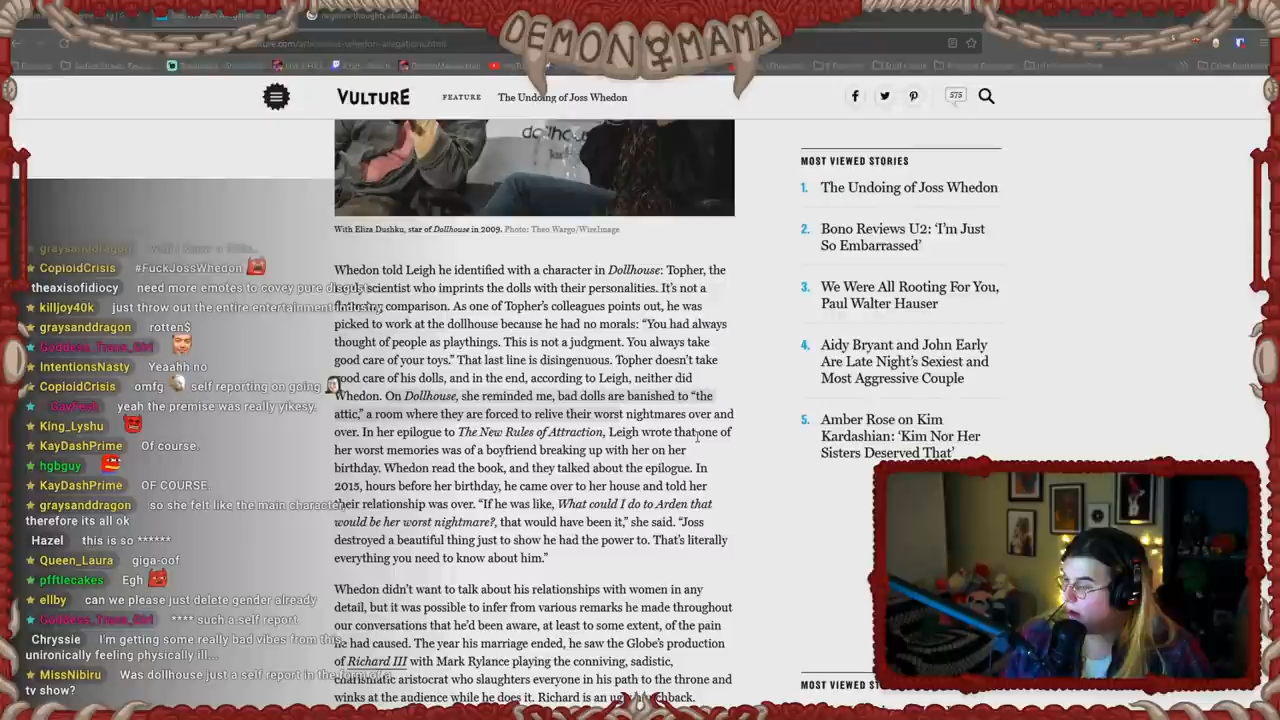 DEMON MAMA
VULTURE
FEATURE
The Undoing of Joss Whedon
575
dollhou
With Eliza Dushku, star of Dollhouse in 2009. Photo: Theo Wargo/WireImage
Whedon told Leigh he identified with a character in Dollhouse: Topher, the
scientist who imprints the dolls with their personalities. It's not a
flattering comparison. As one of Topher's colleagues points out, he was
picked to work at the dollhouse because he had no morals: “You had always
thought of people as playthings. This is not a judgment. You always take
good care of your toys.” That last line is disingenuous. Topher doesn't take
good care of his dolls, and in the end, according to Leigh, neither did
Whedon. On Dollhouse, she reminded me, bad dolls are banished to “the
attic,” a room where they are forced to relive their worst nightmares over and
over. In her epilogue to The New Rules of Attraction, Leigh wrote that one of
her worst memories was of a boyfriend breaking up with her on her
birthday. Whedon read the book, and they talked about the epilogue. In
2015, hours before her birthday, he came over to her house and told her
their relationship was over. “If he was like, What could I do to Arden that
would be her worst nightmare?, that would have been it,” she said. “Joss
destroyed a beautiful thing just to show he had the power to. That's literally
everything you need to know about him.”
Whedon didn't want to talk about his relationships with women in any
detail, but it was possible to infer from various remarks he made throughout
our conversations that he'd been aware, at least to some extent, of the pain
he had caused. The year his marriage ended, he saw the Globe's production
of Richard III with Mark Rylance playing the conniving, sadistic,
charismatic aristocrat who slaughters everyone in his path to the throne and
winks at the audience while he does it. Richard is an ugly hunchback.
MOST VIEWED STORIES
1. The Undoing of Joss Whedon
2. Bono Reviews U2: ‘I'm Just
So Embarrassed’
3. We Were All Rooting For You,
Paul Walter Hauser
4. Aidy Bryant and John Early
Are Late Night's Sexiest and
Most Aggressive Couple
5. Amber Rose on Kim
Kardashian: ‘Kim Nor Her
Sisters Deserved That’
MOST VIEWED
graysanddragon
CopioidCrisis #FuckJossWhedon
theaxisofidiocy need more emotes to covey pure disgust
killjoy40k just throw out the entire entertainment industry
graysanddragon rotten$
Goddess_Trans_Girl
IntentionsNasty Yeaahh no
CopioidCrisis omfg self reporting on going
GayFesh yeah the premise was really yikesy.
King_Lyshu
KayDashPrime Of course.
hgbguy
KayDashPrime OF COURSE.
graysanddragon so she felt like the main character
therefore its all ok
Hazel this is so ******
Queen_Laura giga-oof
pfftlecakes Egh
ellby can we please just delete gender already
Goddess_Trans_Girl **** such a self report
Chryssie I'm getting some really bad vibes from this,
unironically feeling physically ill...
MissNibiru Was dollhouse just a self report in the form of a
tv show?